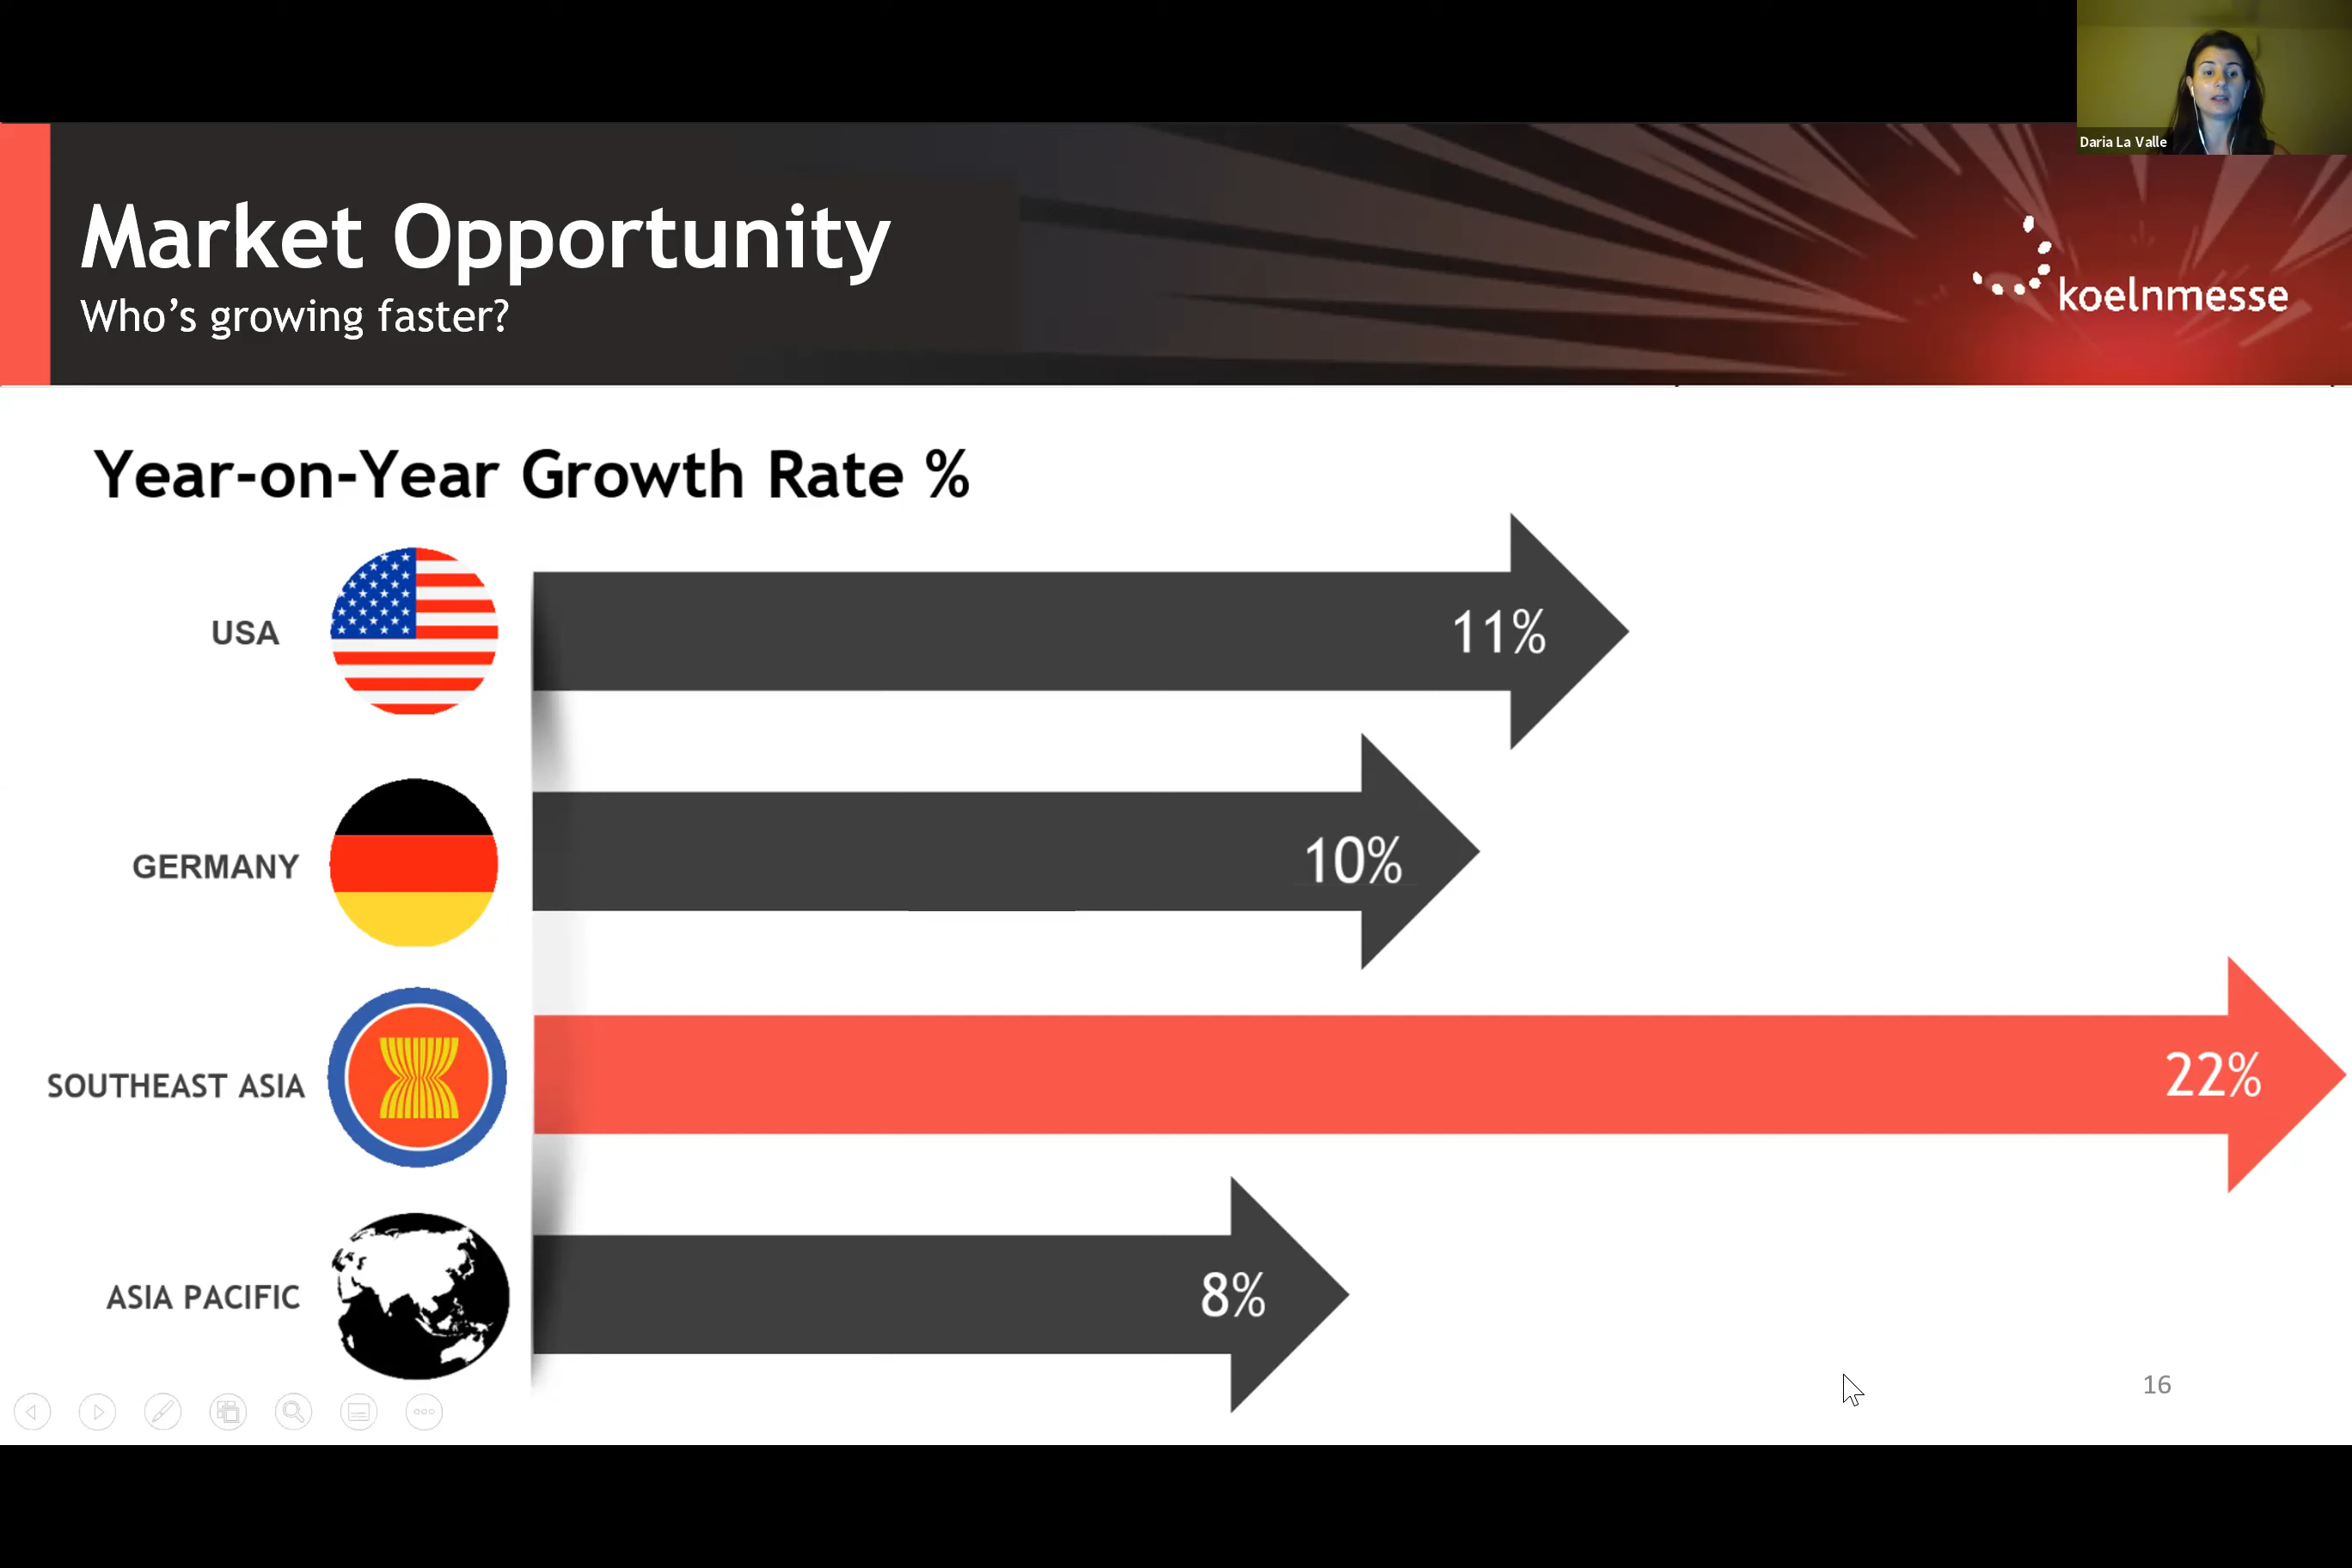 Daria La Valle
Market Opportunity
Who's growing faster?
koelnmesse
Year-on-Year Growth Rate %
USA
11%
GERMANY
10%
SOUTHEAST ASIA
22%
ASIA PACIFIC
8%
16